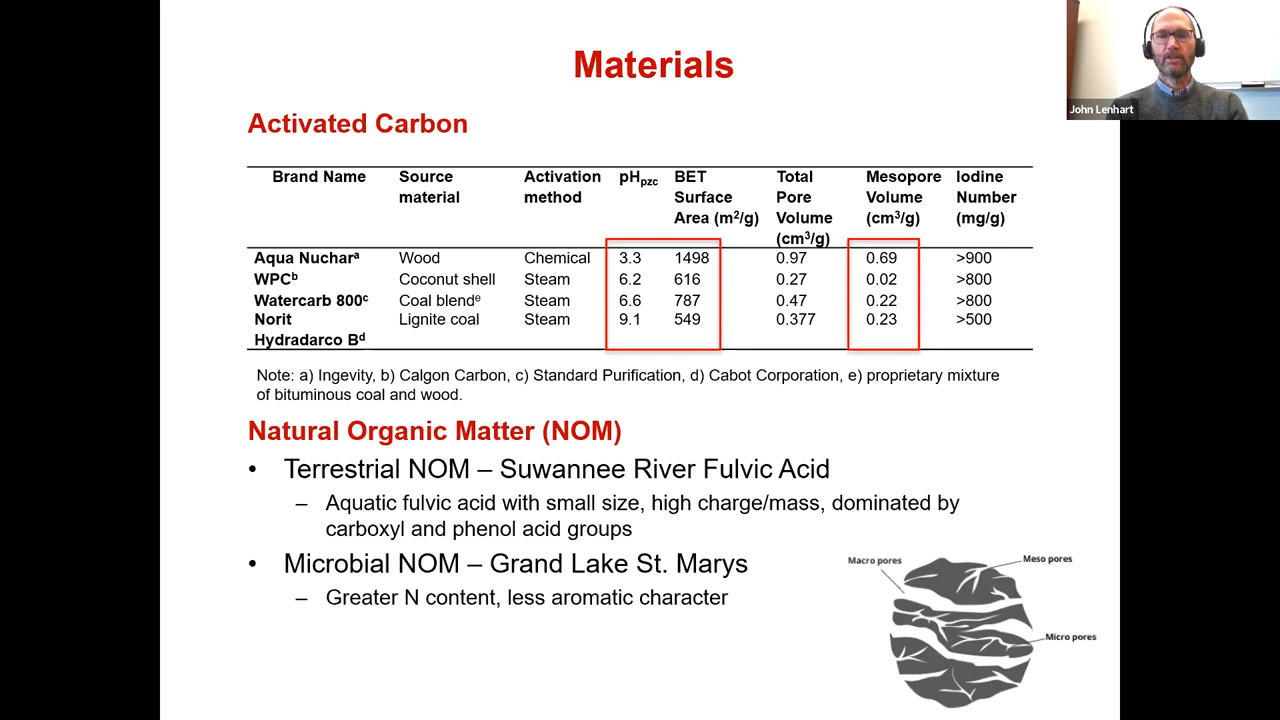 Materials
John Lenhart
Activated Carbon
Brand Name Source material Activation method pHpzc BET Surface Area (m²/g) Total Pore Volume (cm³/g) Mesopore Volume (cm³/g) Iodine Number (mg/g)
Aqua Nucharᵃ Wood Chemical 3.3 1498 0.97 0.69 >900
WPCᵇ Coconut shell Steam 6.2 616 0.27 0.02 >800
Watercarb 800ᶜ Coal blendᵉ Steam 6.6 787 0.47 0.22 >800
Norit Hydradarco Bᵈ Lignite coal Steam 9.1 549 0.377 0.23 >500
Note: a) Ingevity, b) Calgon Carbon, c) Standard Purification, d) Cabot Corporation, e) proprietary mixture
of bituminous coal and wood.
Natural Organic Matter (NOM)
• Terrestrial NOM – Suwannee River Fulvic Acid
– Aquatic fulvic acid with small size, high charge/mass, dominated by
carboxyl and phenol acid groups
• Microbial NOM – Grand Lake St. Marys
– Greater N content, less aromatic character
Macro pores
Meso pores
Micro pores